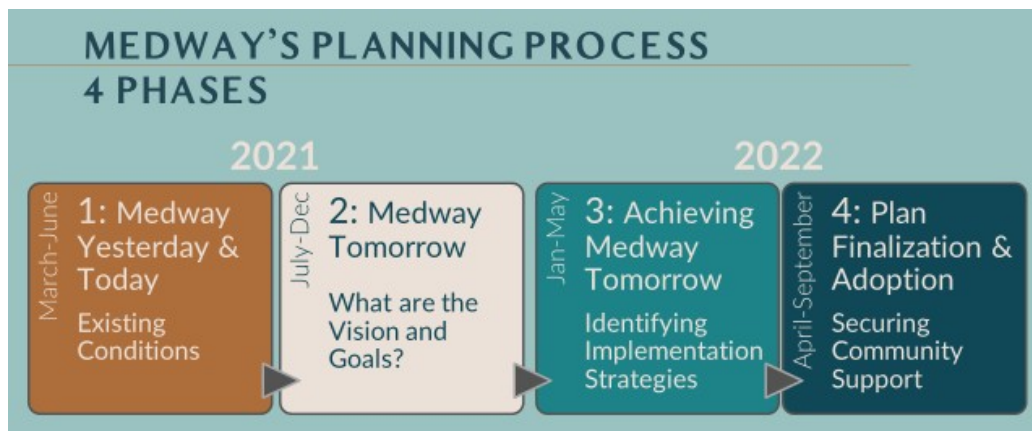 MEDWAY'S PLANNING PROCESS
4 PHASES
2021
2022
March-June
1: Medway
Yesterday &
Today
Existing
Conditions
July-Dec
2: Medway
Tomorrow
What are the
Vision and
Goals?
Jan-May
3: Achieving
Medway
Tomorrow
Identifying
Implementation
Strategies
April-September
4: Plan
Finalization &
Adoption
Securing
Community
Support